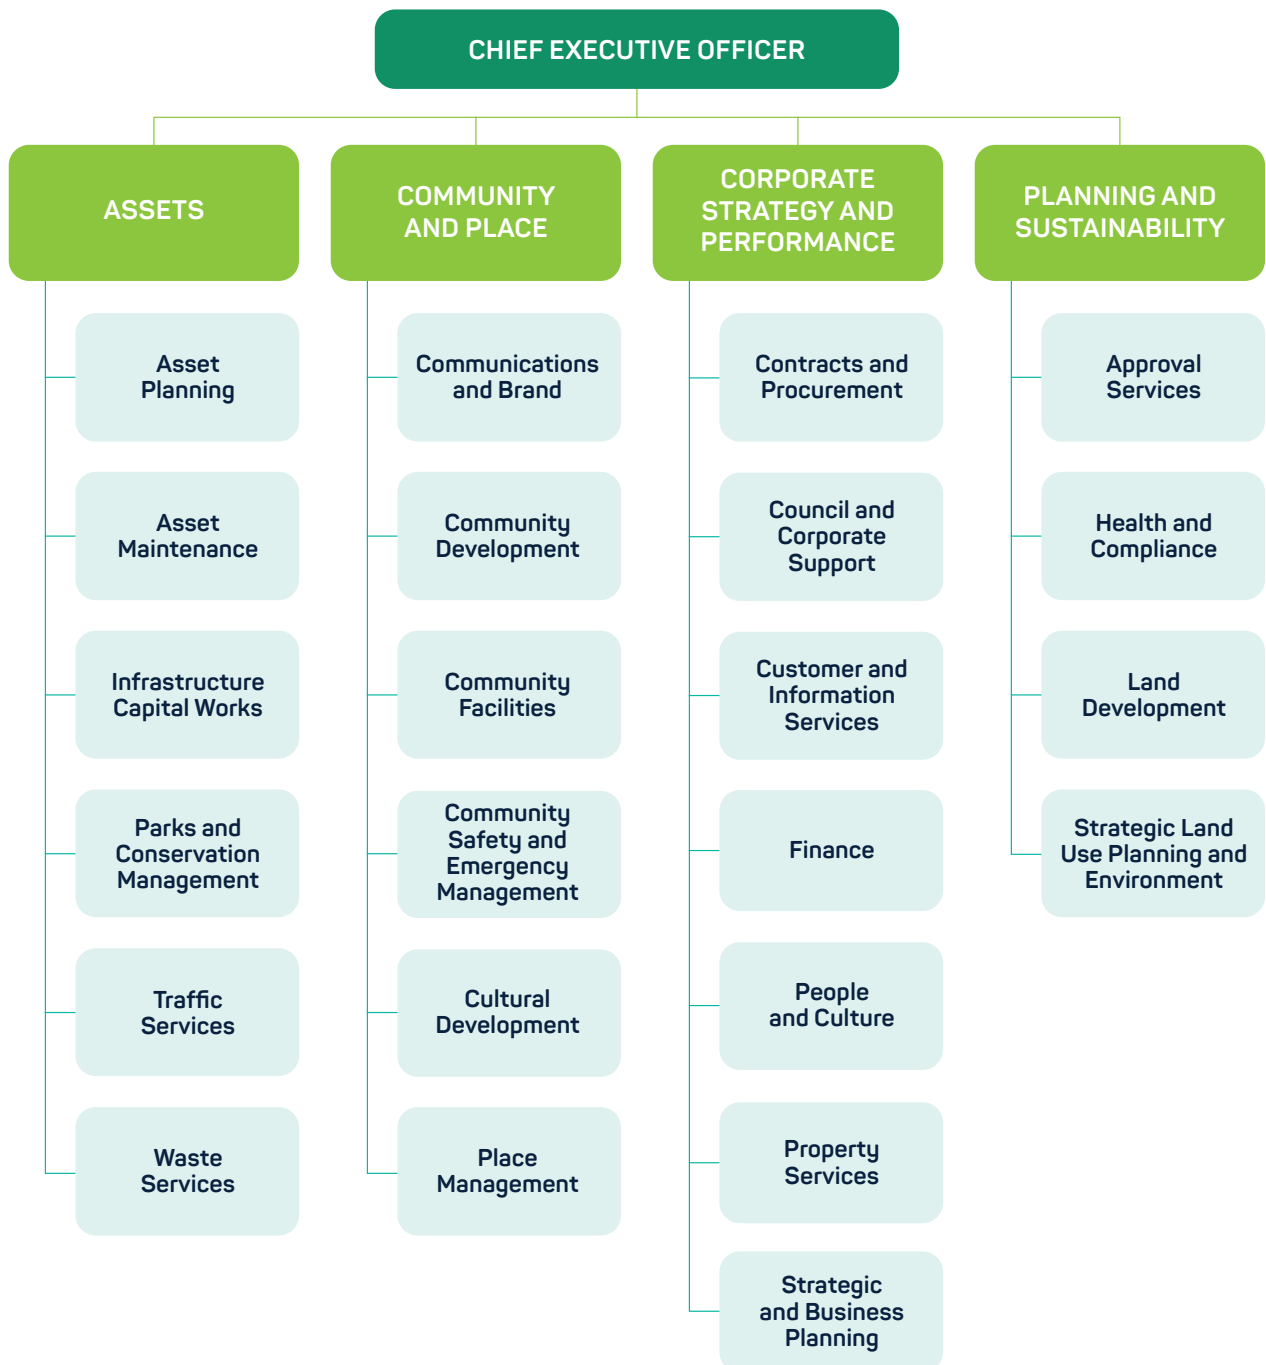 CHIEF EXECUTIVE OFFICER
ASSETS
Asset
Planning
Asset
Maintenance
Infrastructure
Capital Works
Parks and
Conservation
Management
Traffic
Services
Waste
Services
COMMUNITY
AND PLACE
Communications
and Brand
Community
Development
Community
Facilities
Community
Safety and
Emergency
Management
Cultural
Development
Place
Management
CORPORATE
STRATEGY AND
PERFORMANCE
Contracts and
Procurement
Council and
Corporate
Support
Customer and
Information
Services
Finance
People
and Culture
Property
Services
Strategic
and Business
Planning
PLANNING AND
SUSTAINABILITY
Approval
Services
Health and
Compliance
Land
Development
Strategic Land
Use Planning and
Environment